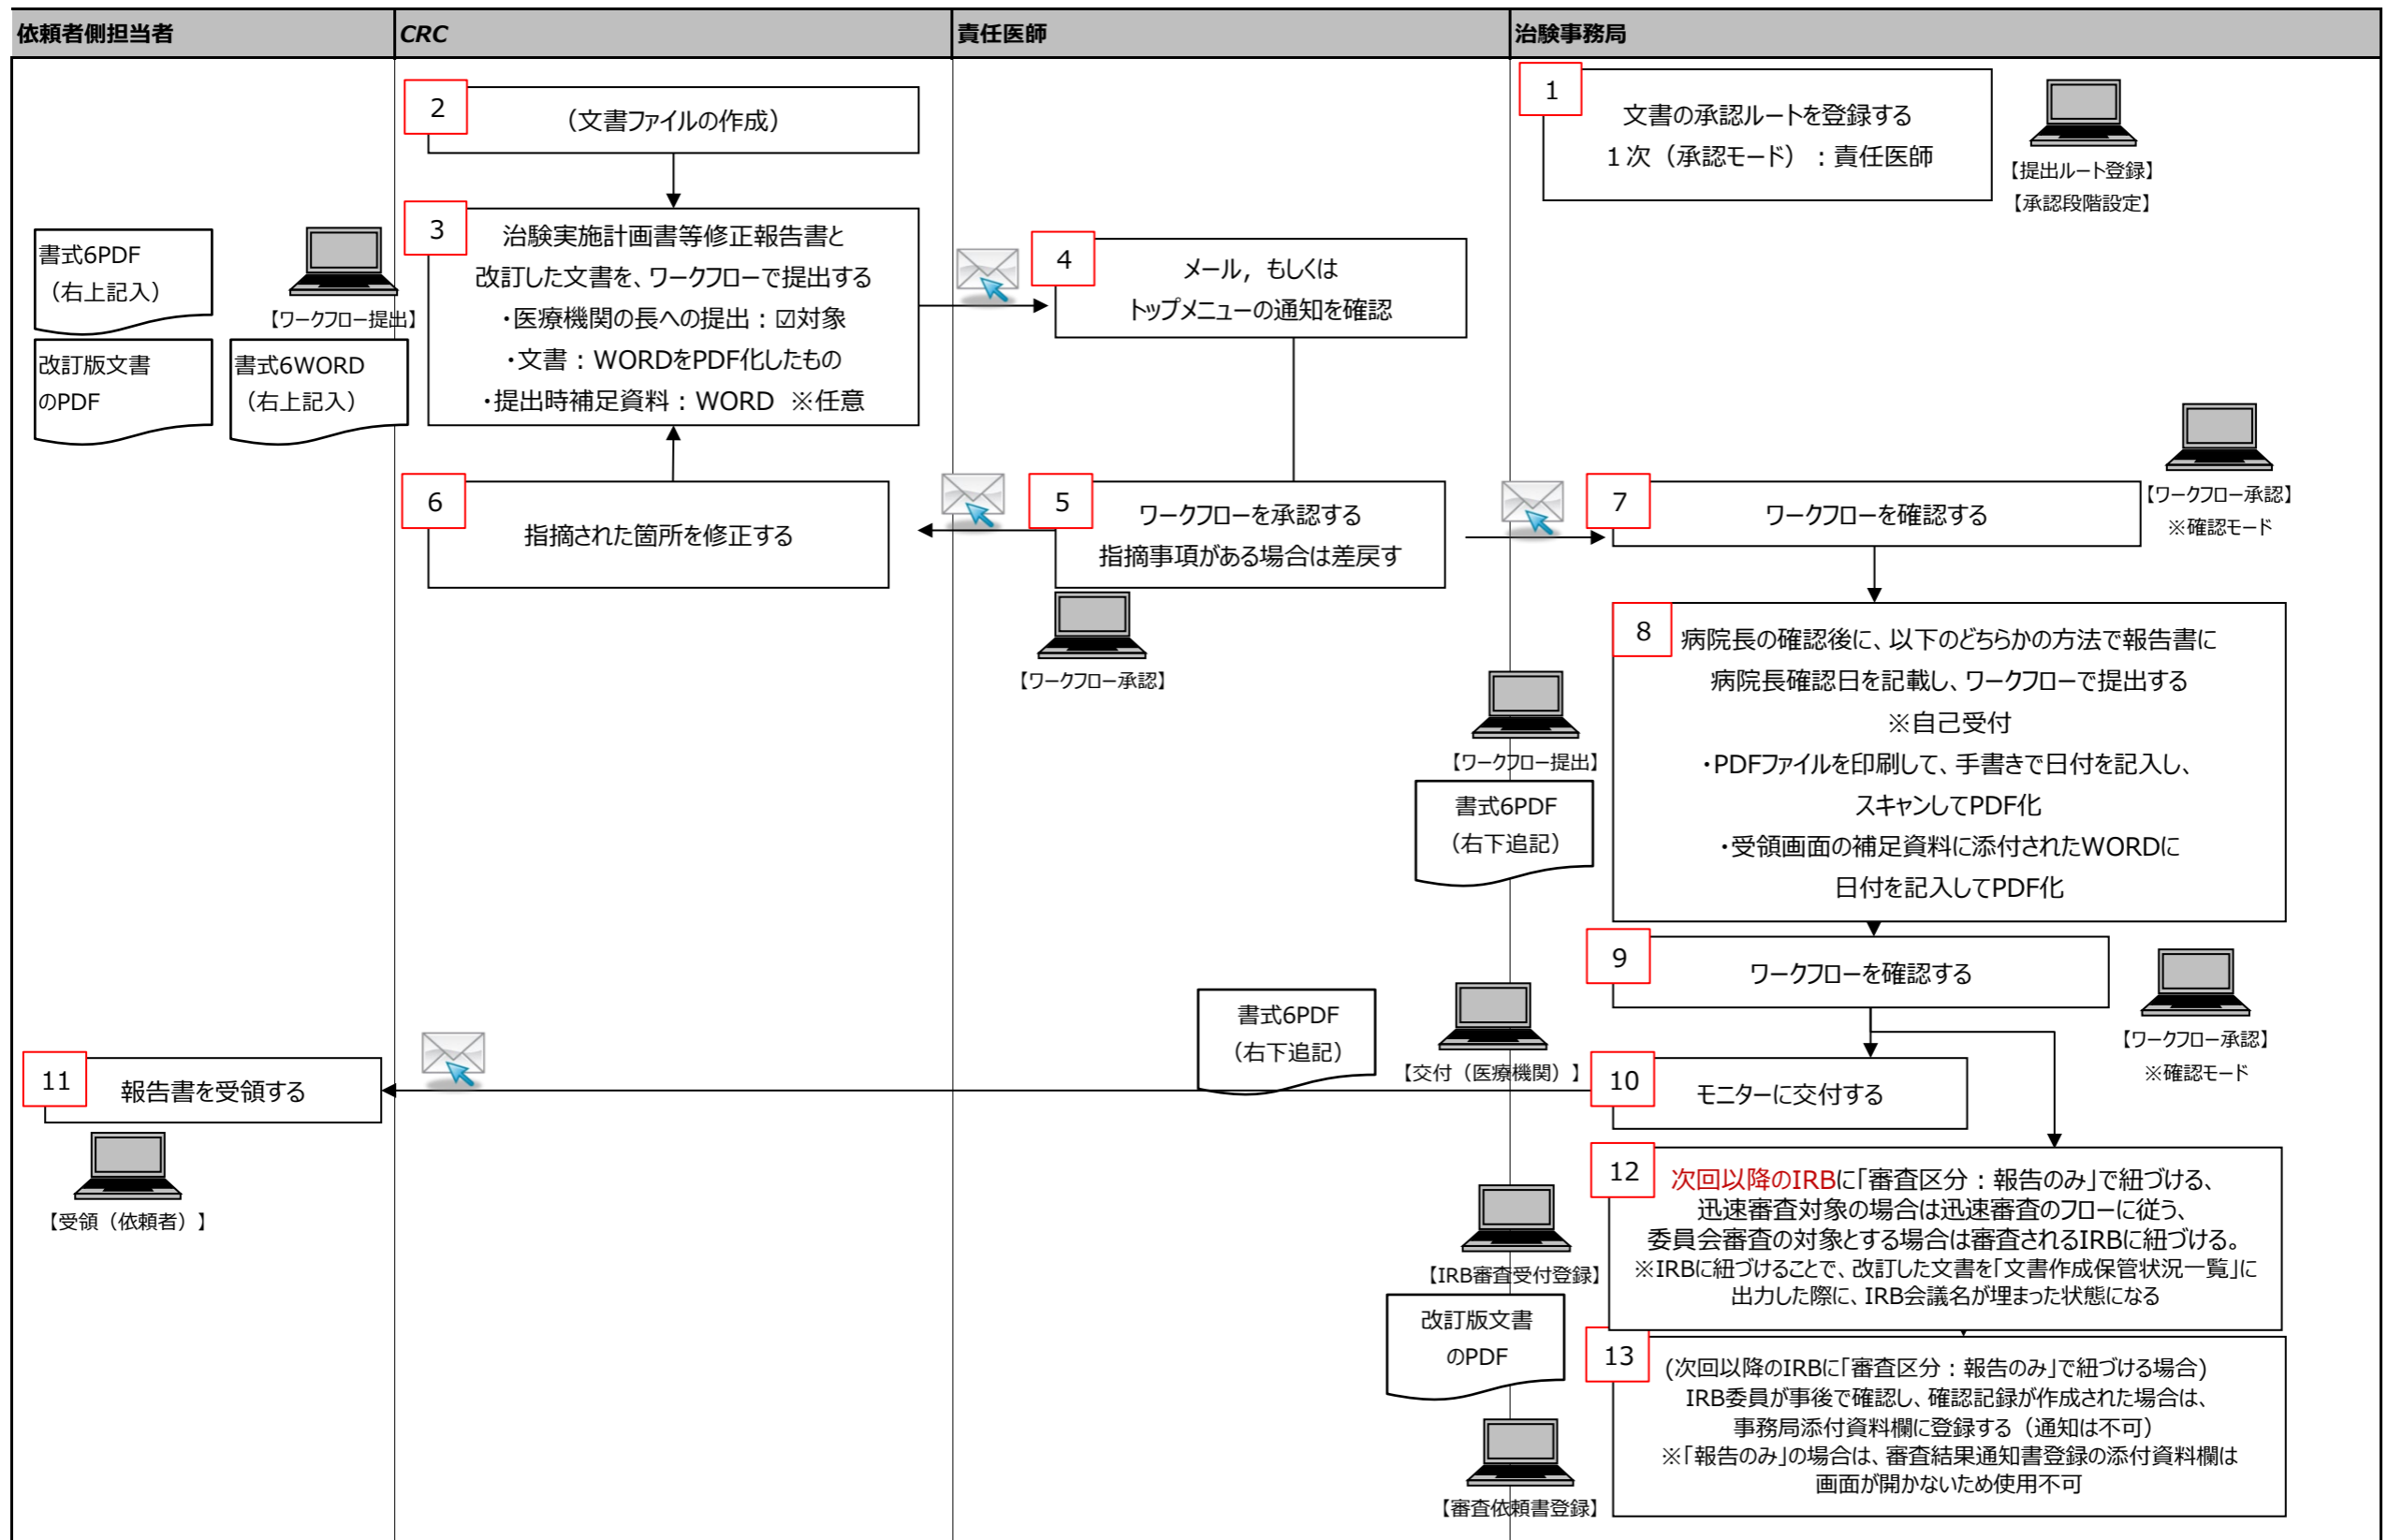 依頼者側担当者
CRC
責任医師
治験事務局
1
文書の承認ルートを登録する
１次（承認モード）：責任医師
【提出ルート登録】
【承認段階設定】
2
（文書ファイルの作成）
書式6PDF
（右上記入）
【ワークフロー提出】
改訂版文書
のPDF
書式6WORD
（右上記入）
3
治験実施計画書等修正報告書と
改訂した文書を、ワークフローで提出する
・医療機関の長への提出：☑対象
・文書：WORDをPDF化したもの
・提出時補足資料：WORD ※任意
4
メール，もしくは
トップメニューの通知を確認
5
ワークフローを承認する
指摘事項がある場合は差戻す
【ワークフロー承認】
6
指摘された箇所を修正する
7
ワークフローを確認する
【ワークフロー承認】
※確認モード
8
病院長の確認後に、以下のどちらかの方法で報告書に
病院長確認日を記載し、ワークフローで提出する
※自己受付
・PDFファイルを印刷して、手書きで日付を記入し、
スキャンしてPDF化
・受領画面の補足資料に添付されたWORDに
日付を記入してPDF化
【ワークフロー提出】
書式6PDF
（右下追記）
9
ワークフローを確認する
【ワークフロー承認】
※確認モード
書式6PDF
（右下追記）
【交付（医療機関）】
10
モニターに交付する
11
報告書を受領する
【受領（依頼者）】
12
次回以降のIRBに「審査区分：報告のみ」で紐づける、
迅速審査対象の場合は迅速審査のフローに従う、
委員会審査の対象とする場合は審査されるIRBに紐づける。
※IRBに紐づけることで、改訂した文書を「文書作成保管状況一覧」に
出力した際に、IRB会議名が埋まった状態になる
【IRB審査受付登録】
改訂版文書
のPDF
13
(次回以降のIRBに「審査区分：報告のみ」で紐づける場合)
IRB委員が事後で確認し、確認記録が作成された場合は、
事務局添付資料欄に登録する（通知は不可）
※「報告のみ」の場合は、審査結果通知書登録の添付資料欄は
画面が開かないため使用不可
【審査依頼書登録】